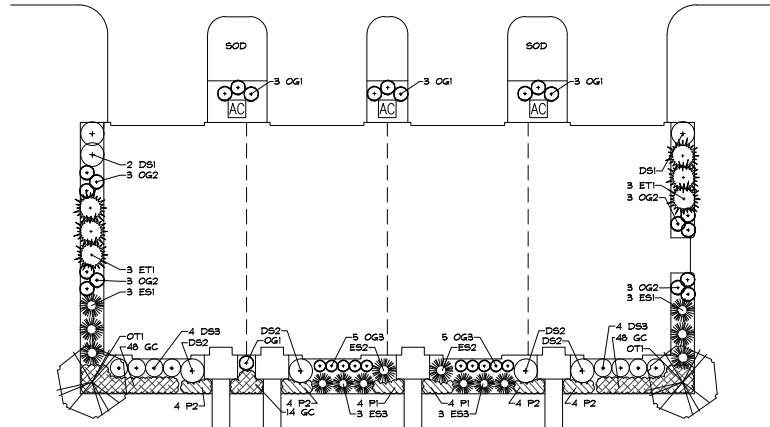 SOD
SOD
3 OG1
3 OG1
3 OG1
AC
AC
AC
2 DS1
3 OG2
DS1
3 ET1
3 OG2
3 ET1
3 OG2
3 ES1
3 OG2
3 ES1
OT1
48 GC
4 DS3
DS2
DS2
OG1
5 OG3
ES2
5 OG3
ES2
DS2
DS2
4 DS3
48 GC
OT1
4 P2
14 GC
4 P2
4 P1
3 ES3
4 P1
3 ES3
4 P2
4 P2